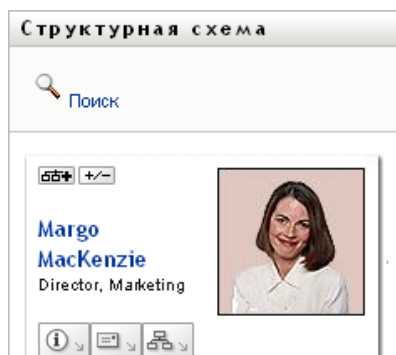 Структурная схема
Поиск
+/-
Margo
MacKenzie
Director, Marketing